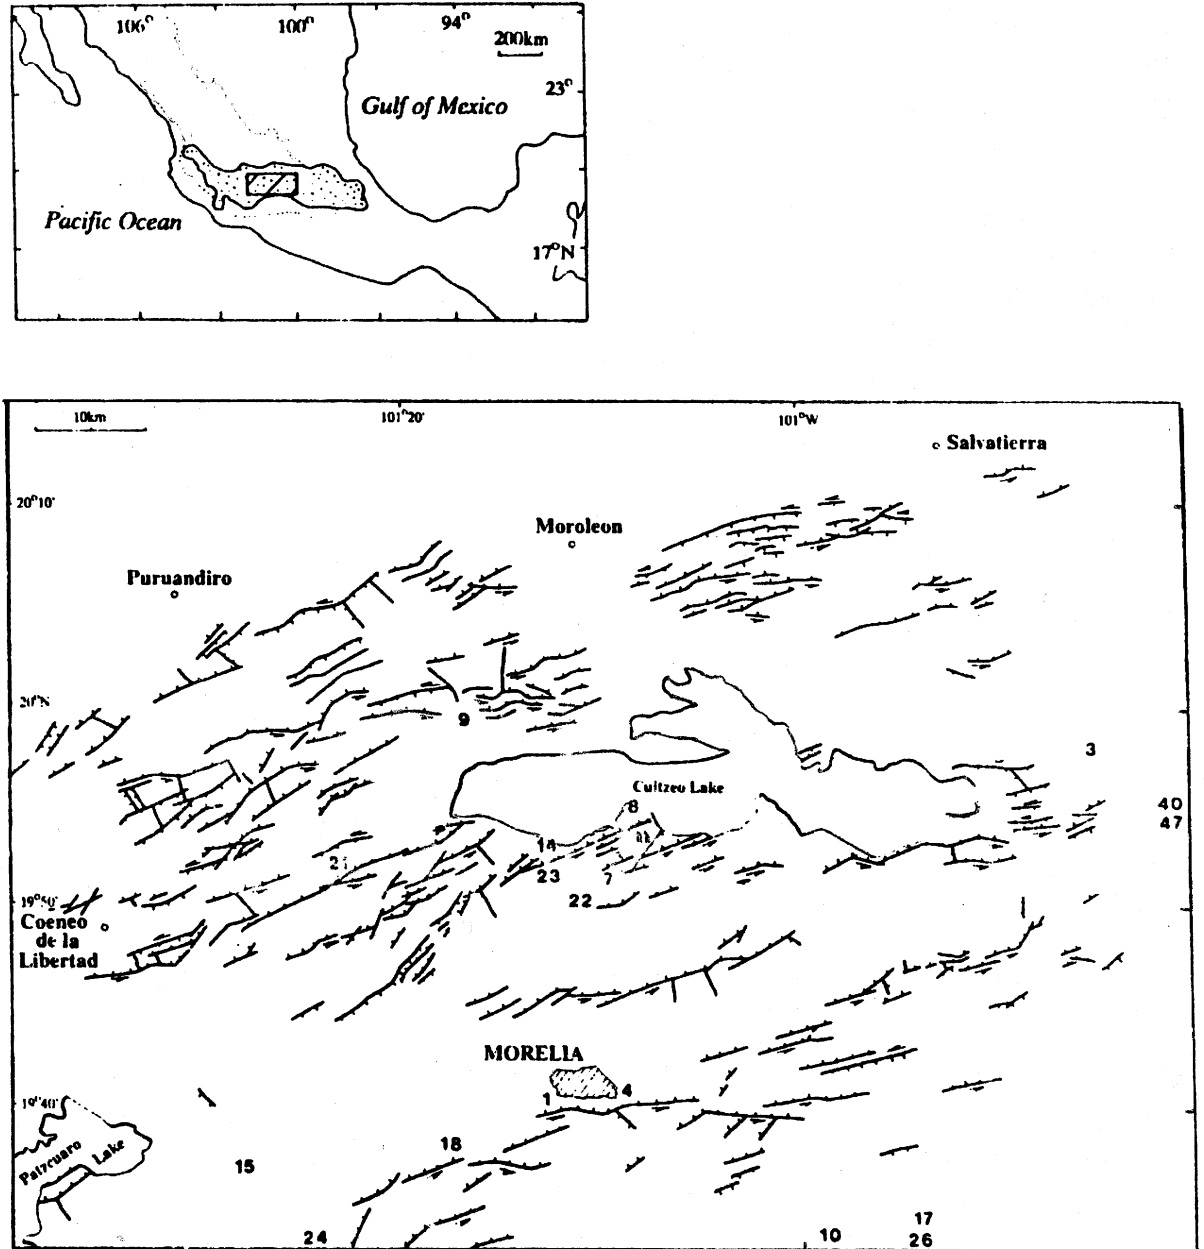 106° 100° 94°
200km
23°
Gulf of Mexico
Pacific Ocean
17°N
10km 101°20' 101°W
Salvatierra
20°10'
Moroleon
Puruandiro
20°N
9
3
Cuitzeo Lake
8
40
47
14
21
23
7
22
19°50'
Coeneo
de la
Libertad
MORELIA
4
1
19°40'
18
Patzcuaro Lake
15
17
24
10
26